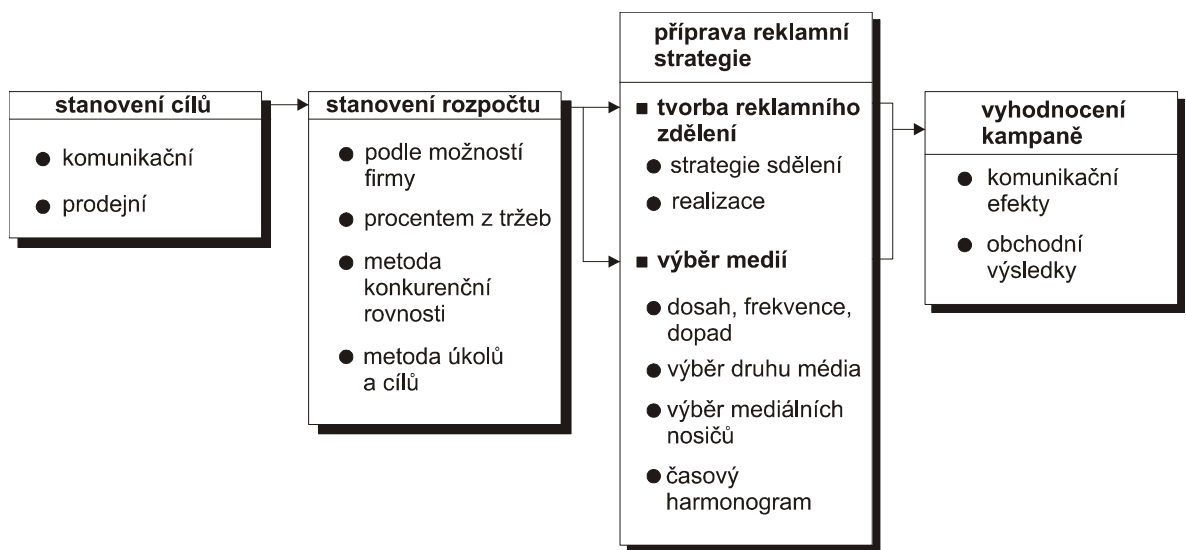 stanovení cílů
● komunikační
● prodejní
stanovení rozpočtu
● podle možností
firmy
● procentem z tržeb
● metoda
konkurenční
rovnosti
● metoda úkolů
a cílů
příprava reklamní
strategie
■ tvorba reklamního
zdělení
● strategie sdělení
● realizace
■ výběr medií
● dosah, frekvence,
dopad
● výběr druhu média
● výběr mediálních
nosičů
● časový
harmonogram
vyhodnocení
kampaně
● komunikační
efekty
● obchodní
výsledky